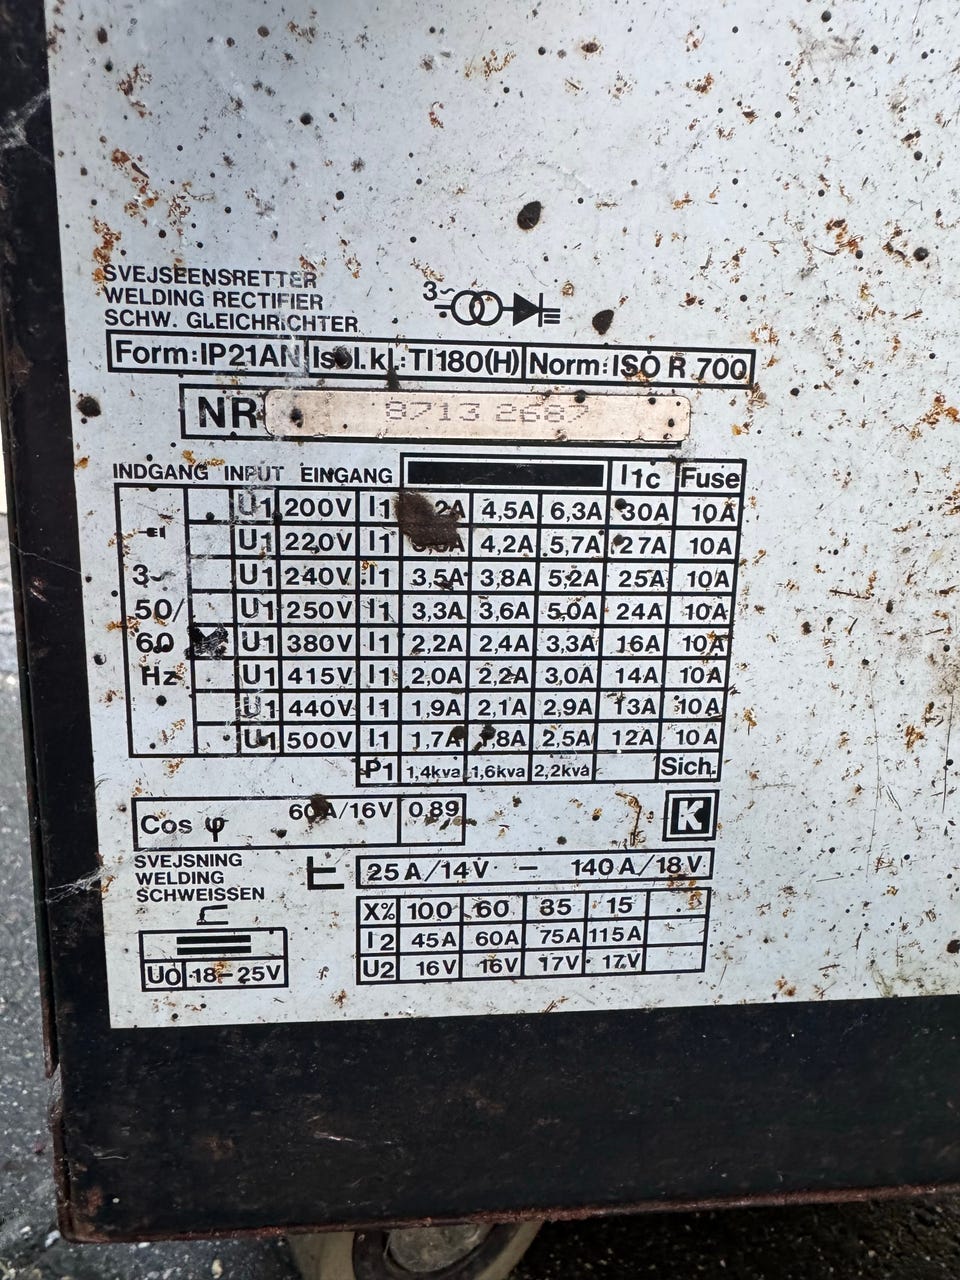 SVEJSEENSRETTER
WELDING RECTIFIER
SCHW. GLEICHRICHTER
3~
Form:IP21AN Isol.kl.:TI180(H) Norm:ISO R 700
NR 8713 2687
INDGANG INPUT EINGANG I1c Fuse
U1 200V I1 4,5A 6,3A 30A 10A
U1 220V I1 4,2A 5,7A 27A 10A
3~ U1 240V I1 3,5A 3,8A 5,2A 25A 10A
50/ U1 250V I1 3,3A 3,6A 5,0A 24A 10A
60 U1 380V I1 2,2A 2,4A 3,3A 16A 10A
Hz U1 415V I1 2,0A 2,2A 3,0A 14A 10A
U1 440V I1 1,9A 2,1A 2,9A 13A 10A
U1 500V I1 1,7A 1,8A 2,5A 12A 10A
P1 1,4kva 1,6kva 2,2kva Sich.
Cos φ 60A/16V 0,89
K
SVEJSNING
WELDING
SCHWEISSEN
25A/14V – 140A/18V
X% 100 60 35 15
I2 45A 60A 75A 115A
U2 16V 16V 17V 17V
U0 18–25V